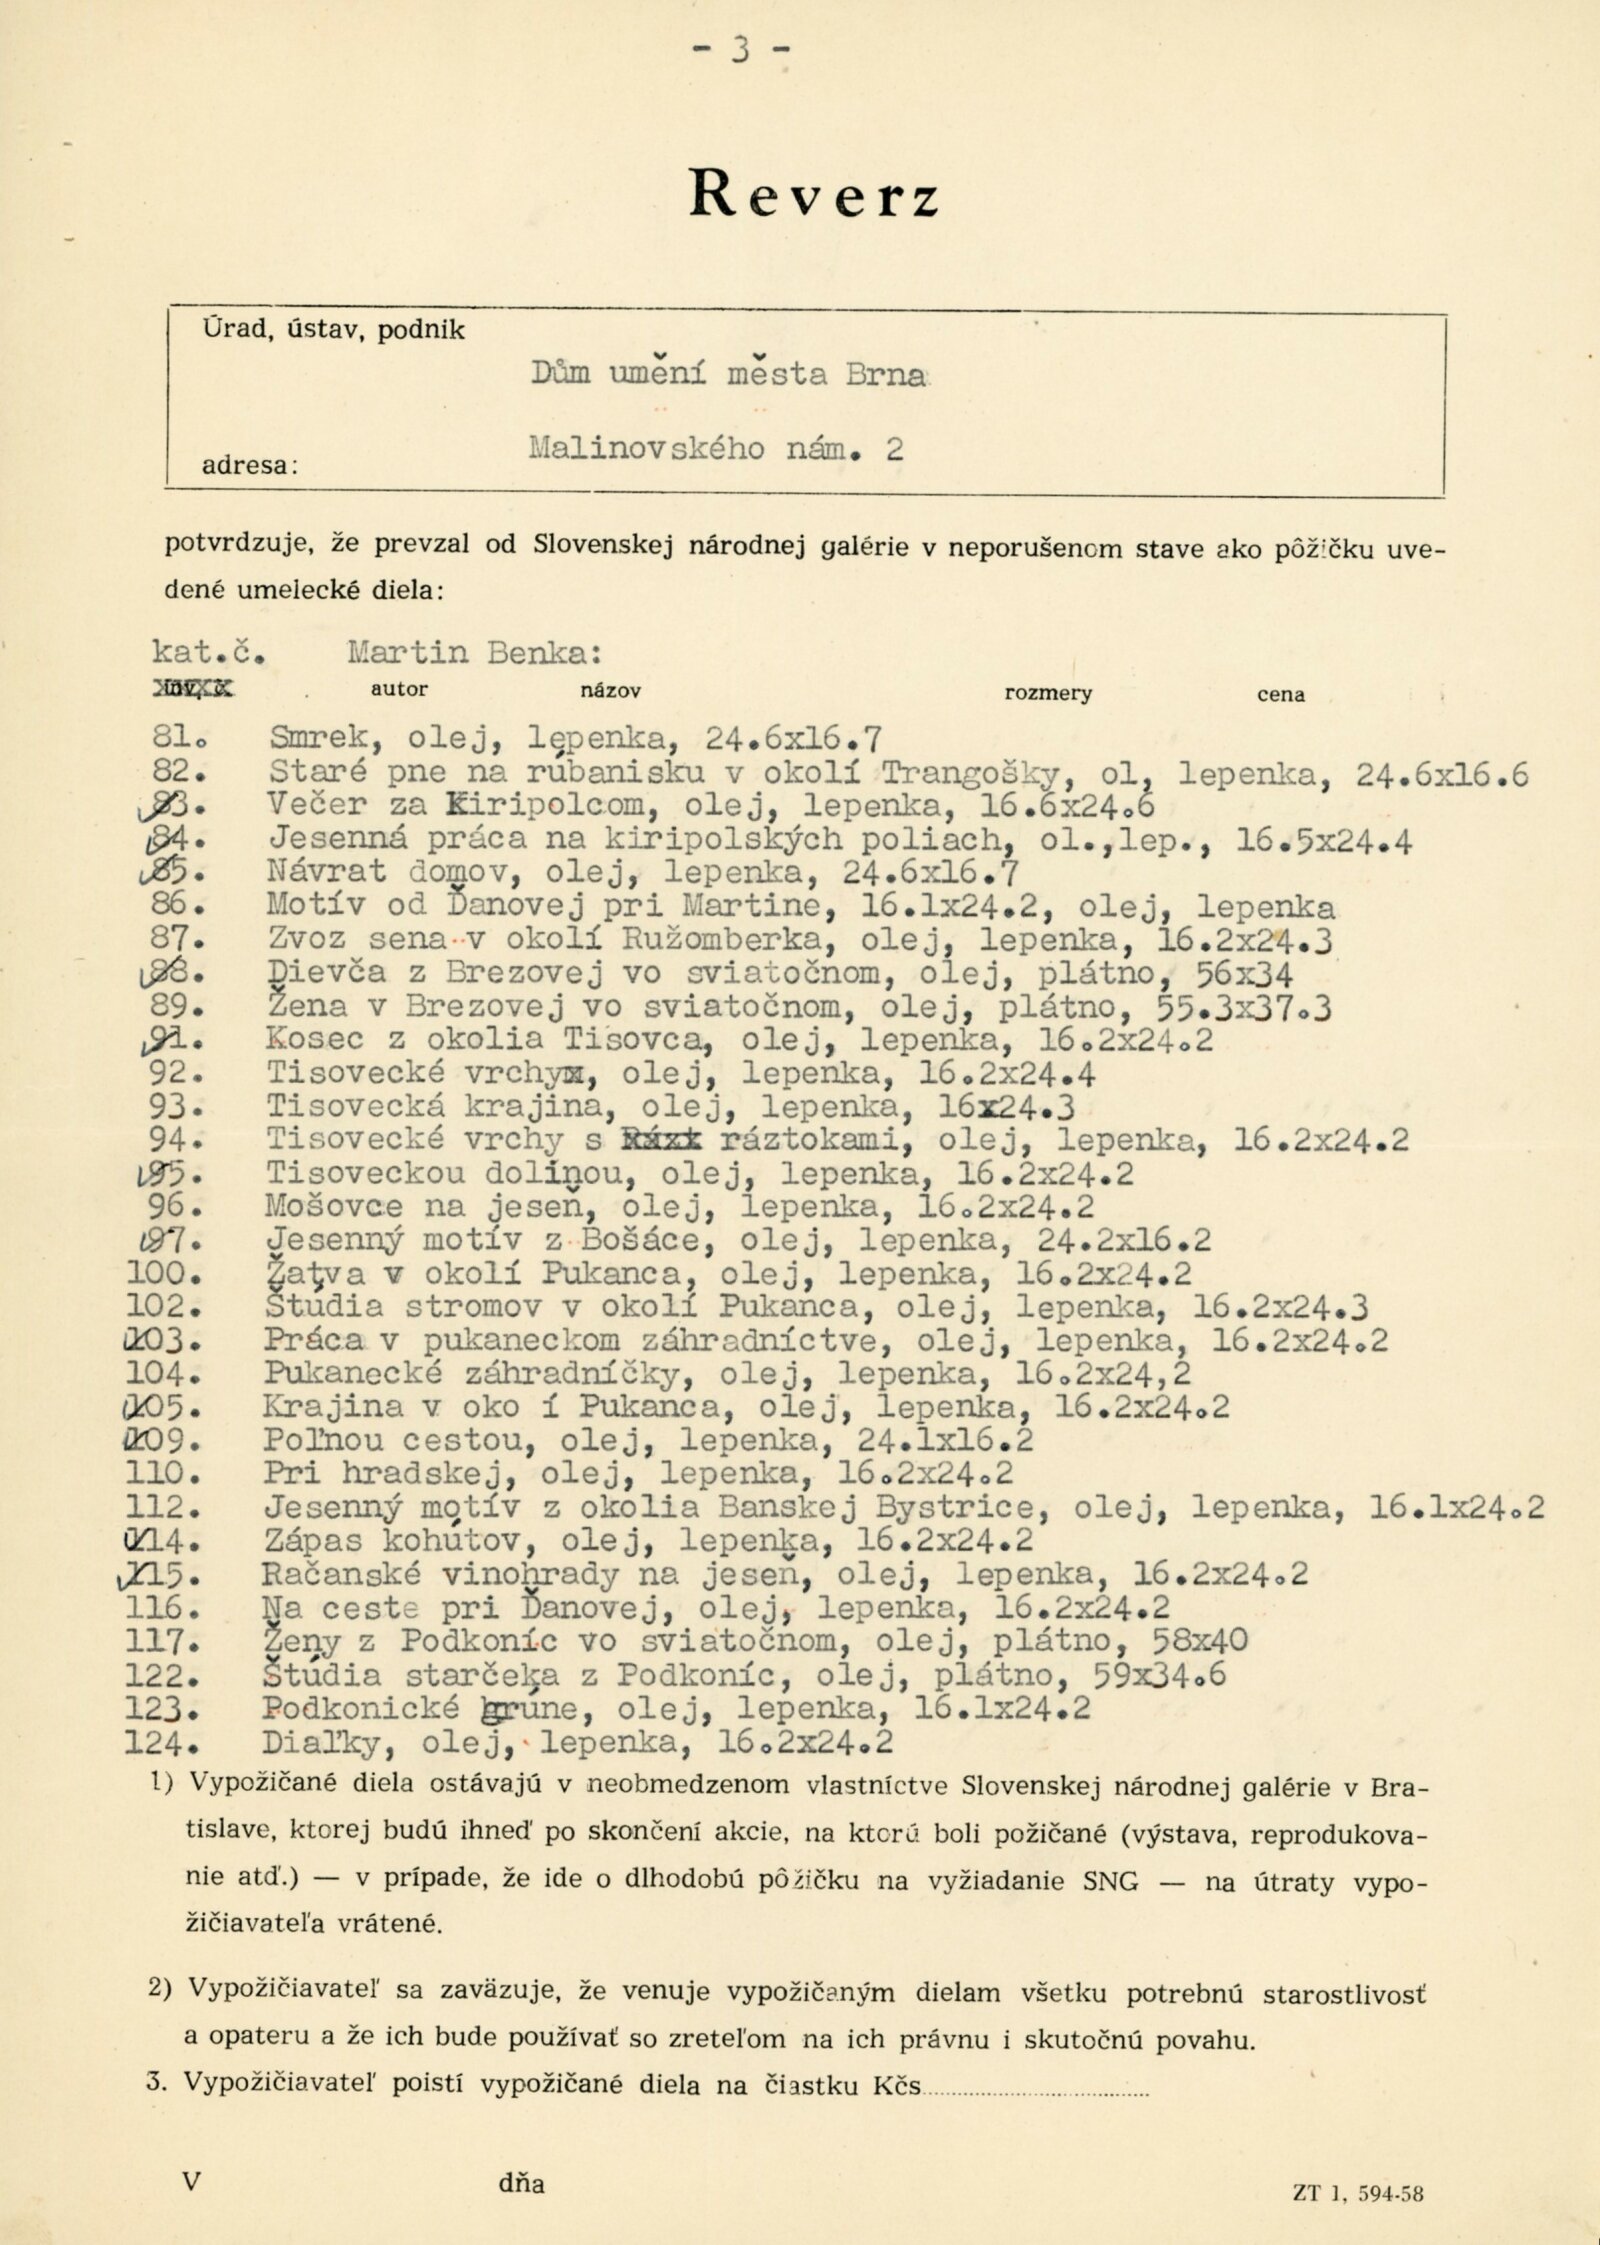 - 3 -
Reverz
Úrad, ústav, podnik
Dům umění města Brna
Malinovského nám. 2
adresa:
potvrdzuje, že prevzal od Slovenskej národnej galérie v neporušenom stave ako pôžičku uve-
dené umelecké diela:
kat.č. Martin Benka:
autor názov rozmery cena
81. Smrek, olej, lepenka, 24.6x16.7
82. Staré pne na rúbanisku v okolí Trangošky, ol, lepenka, 24.6x16.6
83. Večer za Kiripolcom, olej, lepenka, 16.6x24.6
84. Jesenná práca na kiripolských poliach, ol.,lep., 16.5x24.4
85. Návrat domov, olej, lepenka, 24.6x16.7
86. Motív od Ďanovej pri Martine, 16.1x24.2, olej, lepenka
87. Zvoz sena v okolí Ružomberka, olej, lepenka, 16.2x24.3
88. Dievča z Brezovej vo sviatočnom, olej, plátno, 56x34
89. Žena v Brezovej vo sviatočnom, olej, plátno, 55.3x37.3
91. Kosec z okolia Tisovca, olej, lepenka, 16.2x24.2
92. Tisovecké vrchy, olej, lepenka, 16.2x24.4
93. Tisovecká krajina, olej, lepenka, 16x24.3
94. Tisovecké vrchy s ráztokami, olej, lepenka, 16.2x24.2
95. Tisoveckou dolinou, olej, lepenka, 16.2x24.2
96. Mošovce na jeseň, olej, lepenka, 16.2x24.2
97. Jesenný motív z Bošáce, olej, lepenka, 24.2x16.2
100. Žatva v okolí Pukanca, olej, lepenka, 16.2x24.2
102. Študia stromov v okolí Pukanca, olej, lepenka, 16.2x24.3
103. Práca v pukaneckom záhradníctve, olej, lepenka, 16.2x24.2
104. Pukanecké záhradníčky, olej, lepenka, 16.2x24,2
105. Krajina v oko í Pukanca, olej, lepenka, 16.2x24.2
109. Poľnou cestou, olej, lepenka, 24.1x16.2
110. Pri hradskej, olej, lepenka, 16.2x24.2
112. Jesenný motív z okolia Banskej Bystrice, olej, lepenka, 16.1x24.2
114. Zápas kohútov, olej, lepenka, 16.2x24.2
115. Račanské vinohrady na jeseň, olej, lepenka, 16.2x24.2
116. Na ceste pri Ďanovej, olej, lepenka, 16.2x24.2
117. Ženy z Podkoníc vo sviatočnom, olej, plátno, 58x40
122. Štúdia starčeka z Podkoníc, olej, plátno, 59x34.6
123. Podkonické grúne, olej, lepenka, 16.1x24.2
124. Diaľky, olej, lepenka, 16.2x24.2
1) Vypožičané diela ostávajú v neobmedzenom vlastníctve Slovenskej národnej galérie v Bra-
tislave, ktorej budú ihneď po skončení akcie, na ktorú boli požičané (výstava, reprodukova-
nie atď.) — v prípade, že ide o dlhodobú pôžičku na vyžiadanie SNG — na útraty vypo-
žičiavateľa vrátené.
2) Vypožičiavateľ sa zaväzuje, že venuje vypožičaným dielam všetku potrebnú starostlivosť
a opateru a že ich bude používať so zreteľom na ich právnu i skutočnú povahu.
3. Vypožičiavateľ poistí vypožičané diela na čiastku Kčs
V dňa
ZT 1, 594-58